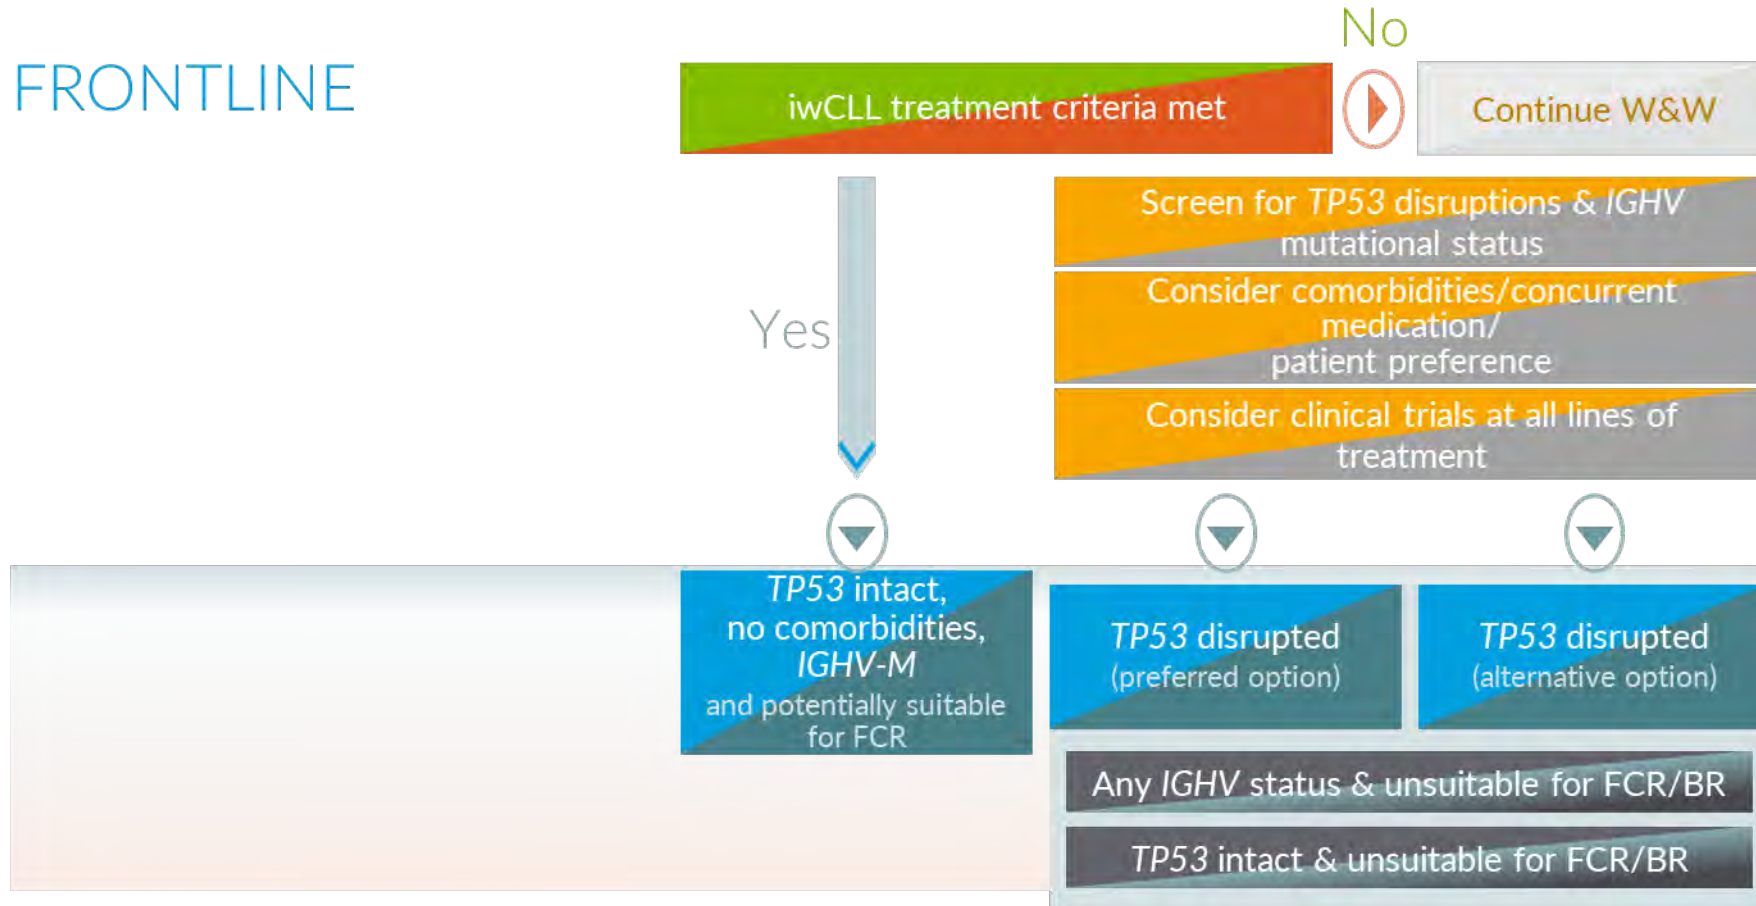 No
FRONTLINE
iwCLL treatment criteria met
Continue W&W
Screen for TP53 disruptions & IGHV
mutational status
Consider comorbidities/concurrent
medication/
patient preference
Yes
Consider clinical trials at all lines of
treatment
TP53 intact,
no comorbidities,
IGHV-M
and potentially suitable
for FCR
TP53 disrupted
(preferred option)
TP53 disrupted
(alternative option)
Any IGHV status & unsuitable for FCR/BR
TP53 intact & unsuitable for FCR/BR